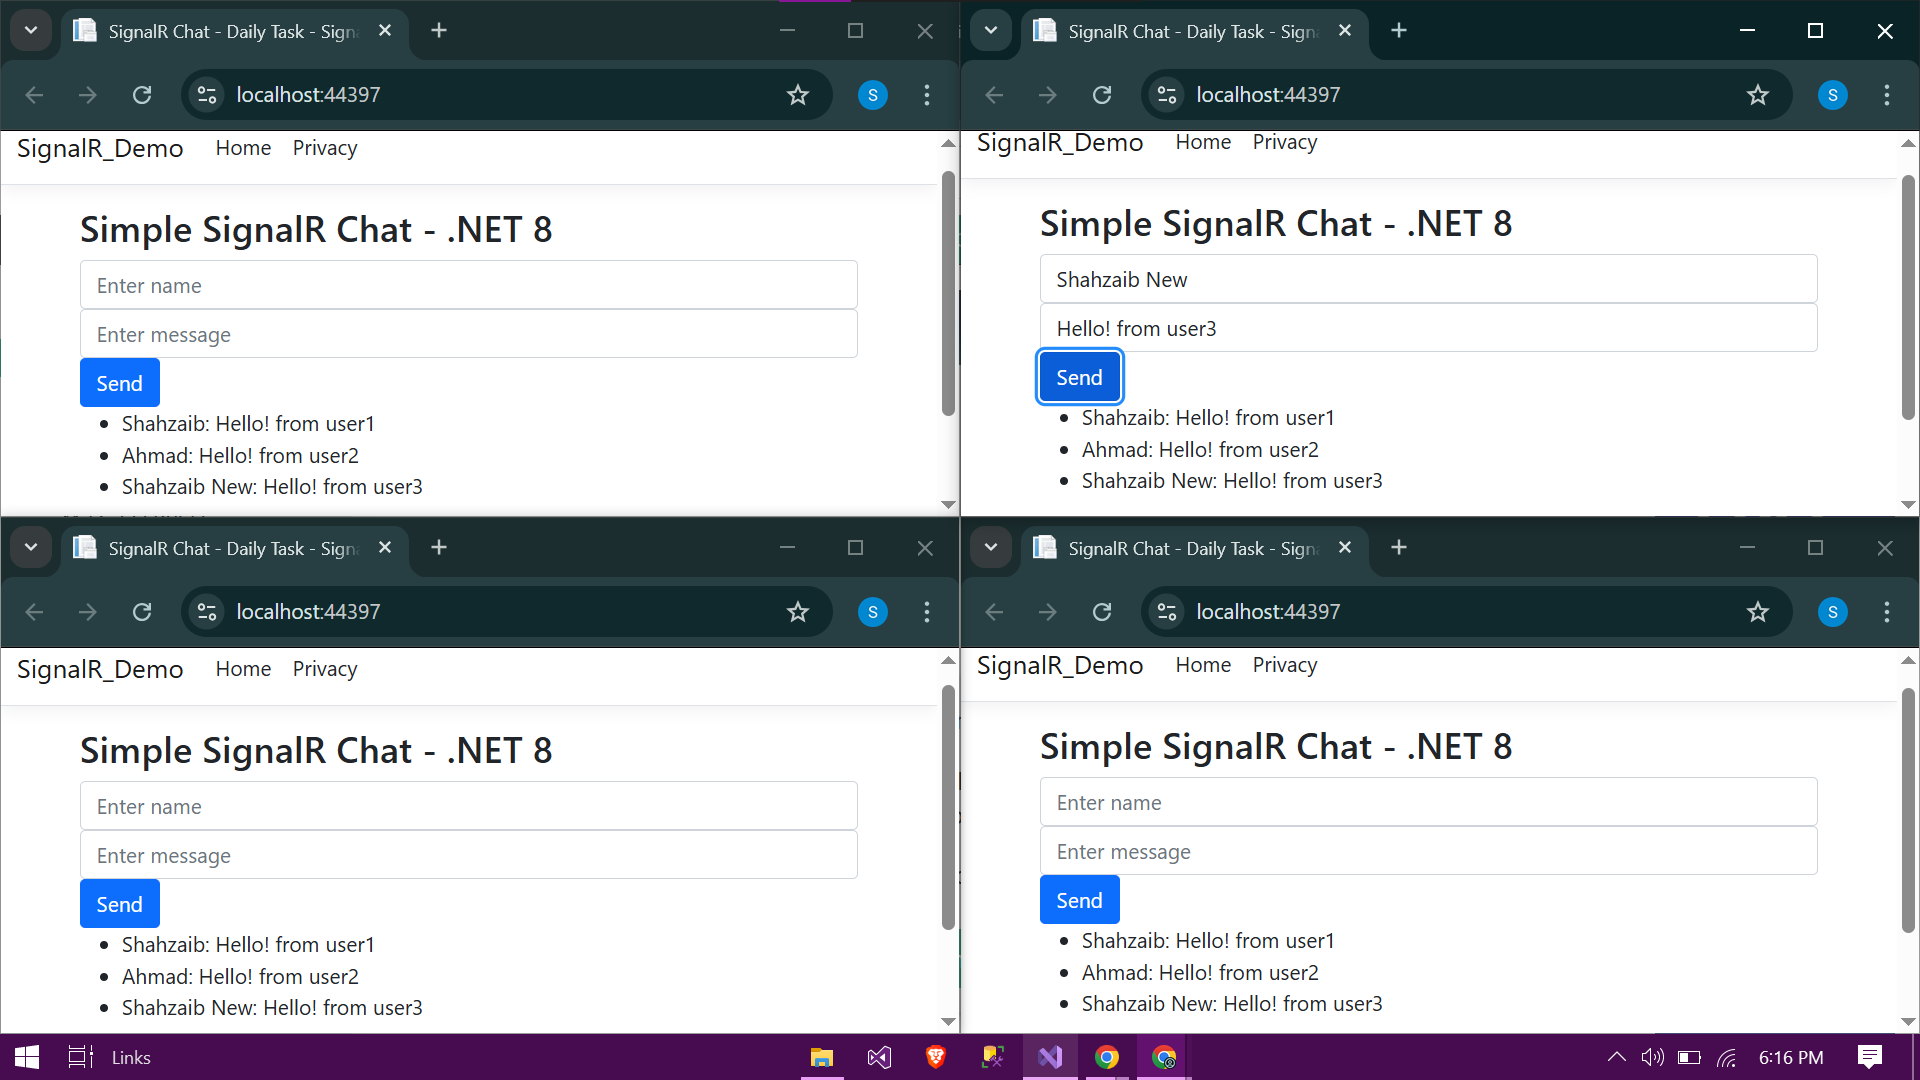 SignalR Chat - Daily Task - Signa
localhost:44397
S
SignalR_Demo Home Privacy
Simple SignalR Chat - .NET 8
Enter name
Enter message
Send
Shahzaib: Hello! from user1
Ahmad: Hello! from user2
Shahzaib New: Hello! from user3
SignalR Chat - Daily Task - Signa
localhost:44397
S
SignalR_Demo Home Privacy
Simple SignalR Chat - .NET 8
Shahzaib New
Hello! from user3
Send
Shahzaib: Hello! from user1
Ahmad: Hello! from user2
Shahzaib New: Hello! from user3
SignalR Chat - Daily Task - Signa
localhost:44397
S
SignalR_Demo Home Privacy
Simple SignalR Chat - .NET 8
Enter name
Enter message
Send
Shahzaib: Hello! from user1
Ahmad: Hello! from user2
Shahzaib New: Hello! from user3
SignalR Chat - Daily Task - Signa
localhost:44397
S
SignalR_Demo Home Privacy
Simple SignalR Chat - .NET 8
Enter name
Enter message
Send
Shahzaib: Hello! from user1
Ahmad: Hello! from user2
Shahzaib New: Hello! from user3
Links 6:16 PM